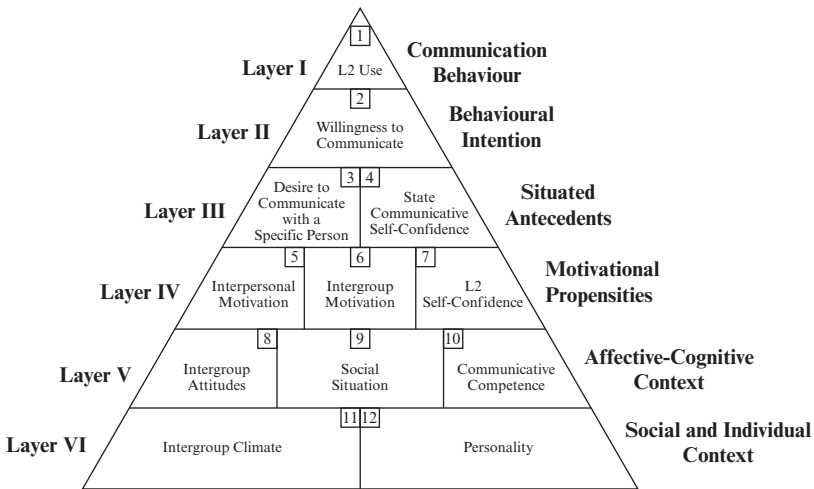 1
Layer I
L2 Use
Communication
Behaviour
2
Layer II
Willingness to
Communicate
Behavioural
Intention
3 4
Layer III
Desire to
Communicate
with a
Specific Person
State
Communicative
Self-Confidence
Situated
Antecedents
5 6 7
Layer IV
Interpersonal
Motivation
Intergroup
Motivation
L2
Self-Confidence
Motivational
Propensities
8 9 10
Layer V
Intergroup
Attitudes
Social
Situation
Communicative
Competence
Affective-Cognitive
Context
11 12
Layer VI
Intergroup Climate
Personality
Social and Individual
Context